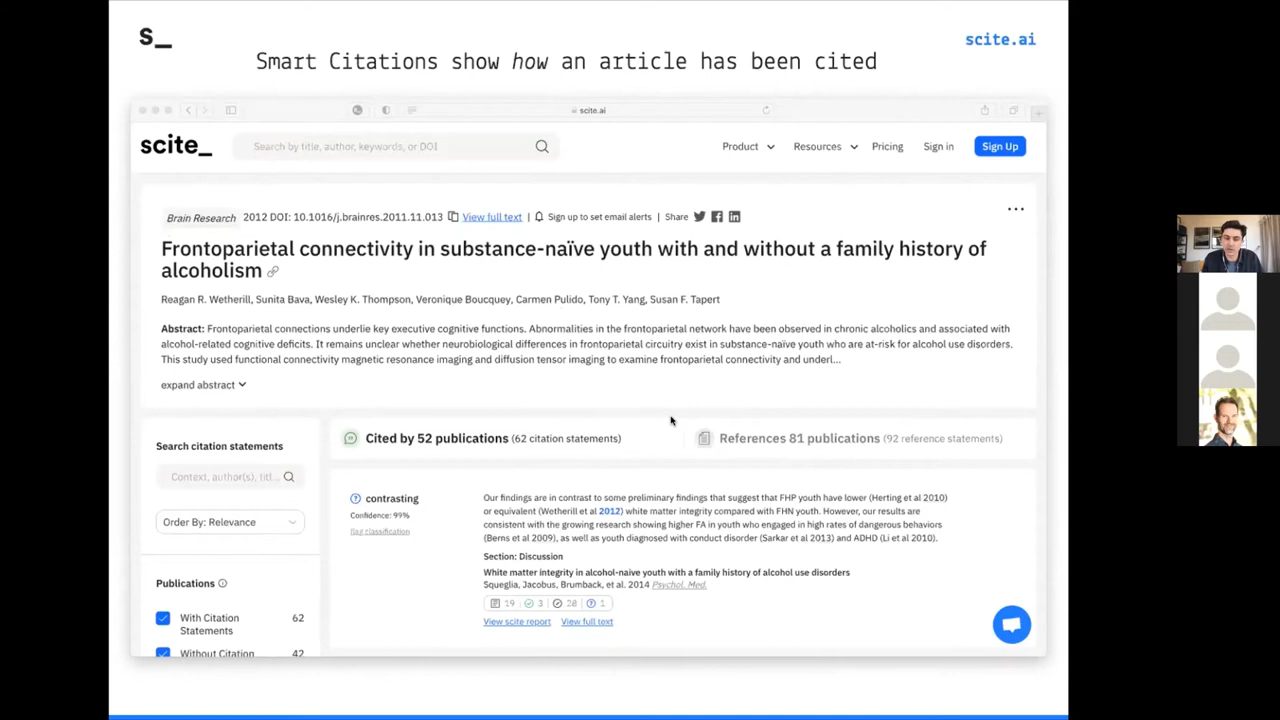 S_
scite.ai
Smart Citations show how an article has been cited
scite.ai
scite_
Search by title, author, keywords, or DOI
Product
Resources
Pricing
Sign in
Sign Up
Brain Research 2012 DOI: 10.1016/j.brainres.2011.11.013 View full text | Sign up to set email alerts | Share
Frontoparietal connectivity in substance-naïve youth with and without a family history of
alcoholism
Reagan R. Wetherill, Sunita Bava, Wesley K. Thompson, Veronique Boucquey, Carmen Pulido, Tony T. Yang, Susan F. Tapert
Abstract: Frontoparietal connections underlie key executive cognitive functions. Abnormalities in the frontoparietal network have been observed in chronic alcoholics and associated with
alcohol-related cognitive deficits. It remains unclear whether neurobiological differences in frontoparietal circuitry exist in substance-naïve youth who are at-risk for alcohol use disorders.
This study used functional connectivity magnetic resonance imaging and diffusion tensor imaging to examine frontoparietal connectivity and underl...
expand abstract
Search citation statements
Context, author(s), titl...
Order By: Relevance
Publications
With Citation
Statements
62
Without Citation
42
Cited by 52 publications (62 citation statements)
References 81 publications (92 reference statements)
contrasting
Confidence: 99%
flag classification
Our findings are in contrast to some preliminary findings that suggest that FHP youth have lower (Herting et al 2010)
or equivalent (Wetherill et al 2012) white matter integrity compared with FHN youth. However, our results are
consistent with the growing research showing higher FA in youth who engaged in high rates of dangerous behaviors
(Berns et al 2009), as well as youth diagnosed with conduct disorder (Sarkar et al 2013) and ADHD (Li et al 2010).
Section: Discussion
White matter integrity in alcohol-naive youth with a family history of alcohol use disorders
Squeglia, Jacobus, Brumback, et al. 2014 Psychol. Med.
19 3 28 1
View scite report
View full text